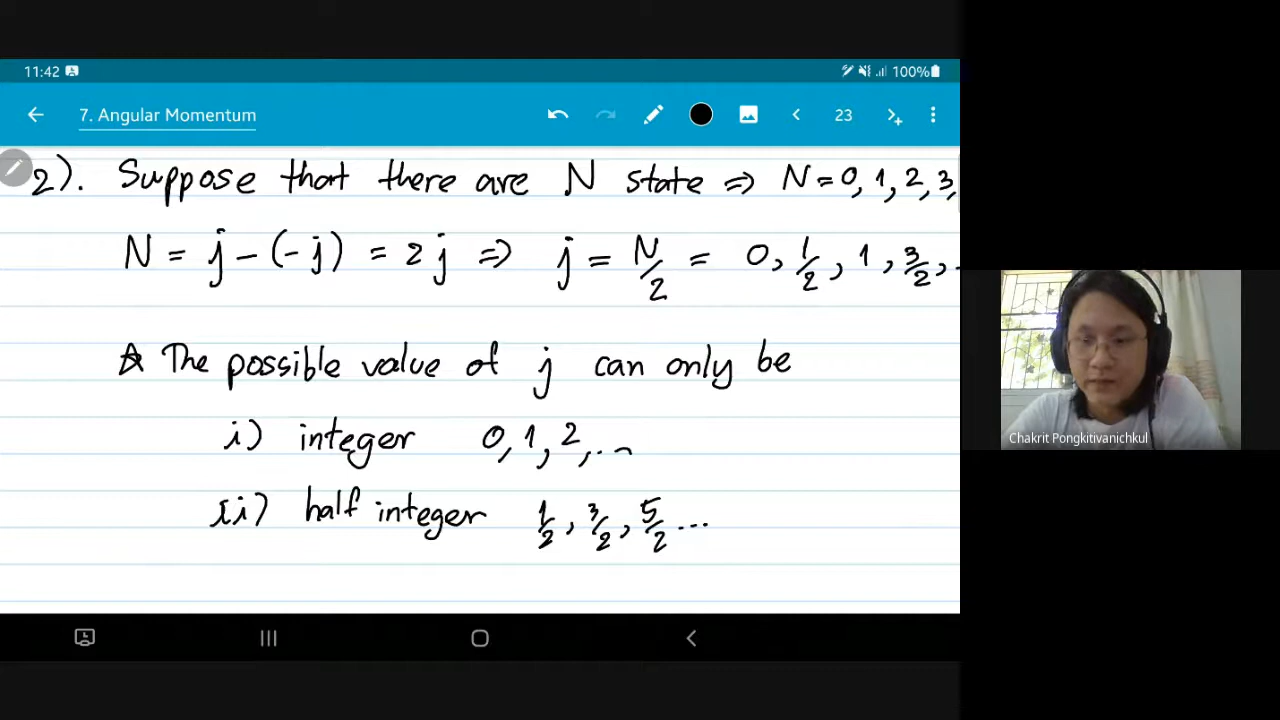 11:42 100%
7. Angular Momentum 23
2). Suppose that there are N state ⇒ N=0, 1, 2, 3,
N = j - (-j) = 2j ⇒ j = N/2 = 0, 1/2, 1, 3/2, ..
☆ The possible value of j can only be
i) integer 0, 1, 2, ...
ii) half integer 1/2, 3/2, 5/2 ...
Chakrit Pongkitivanichkul